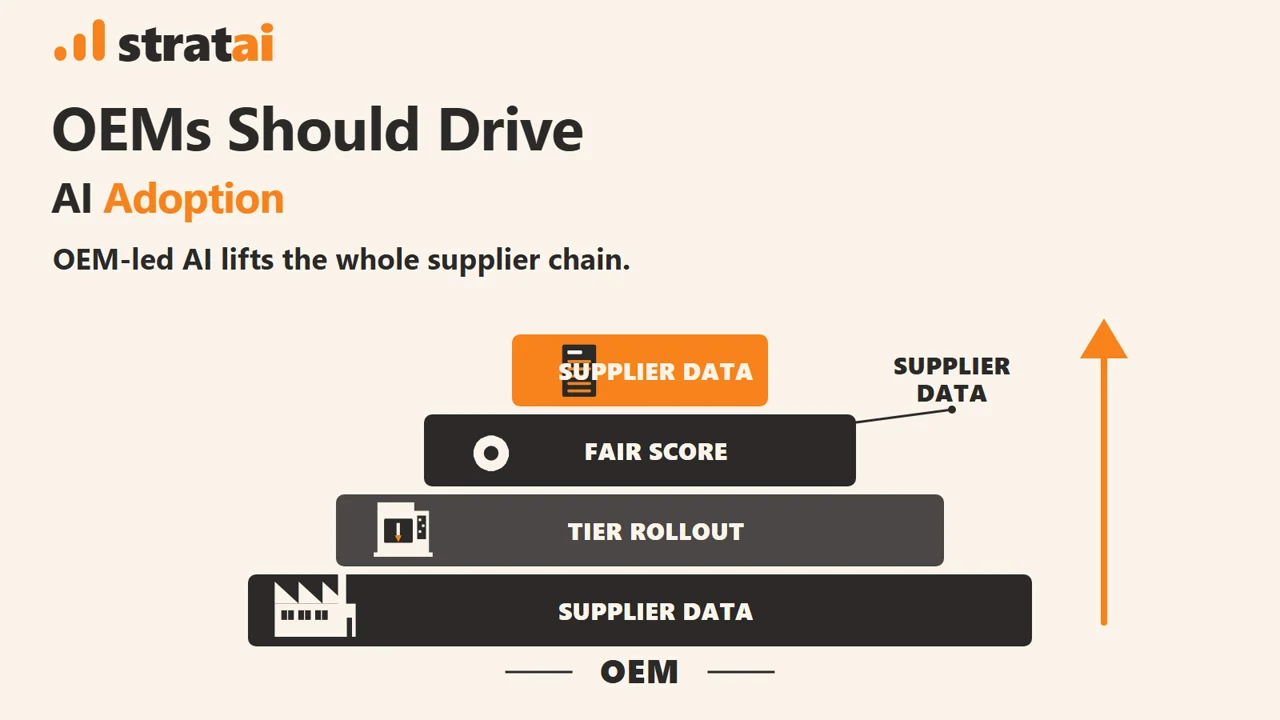 stratai
OEMs Should Drive
AI Adoption
OEM-led AI lifts the whole supplier chain.
SUPPLIER DATA
SUPPLIER
DATA
FAIR SCORE
TIER ROLLOUT
SUPPLIER DATA
OEM